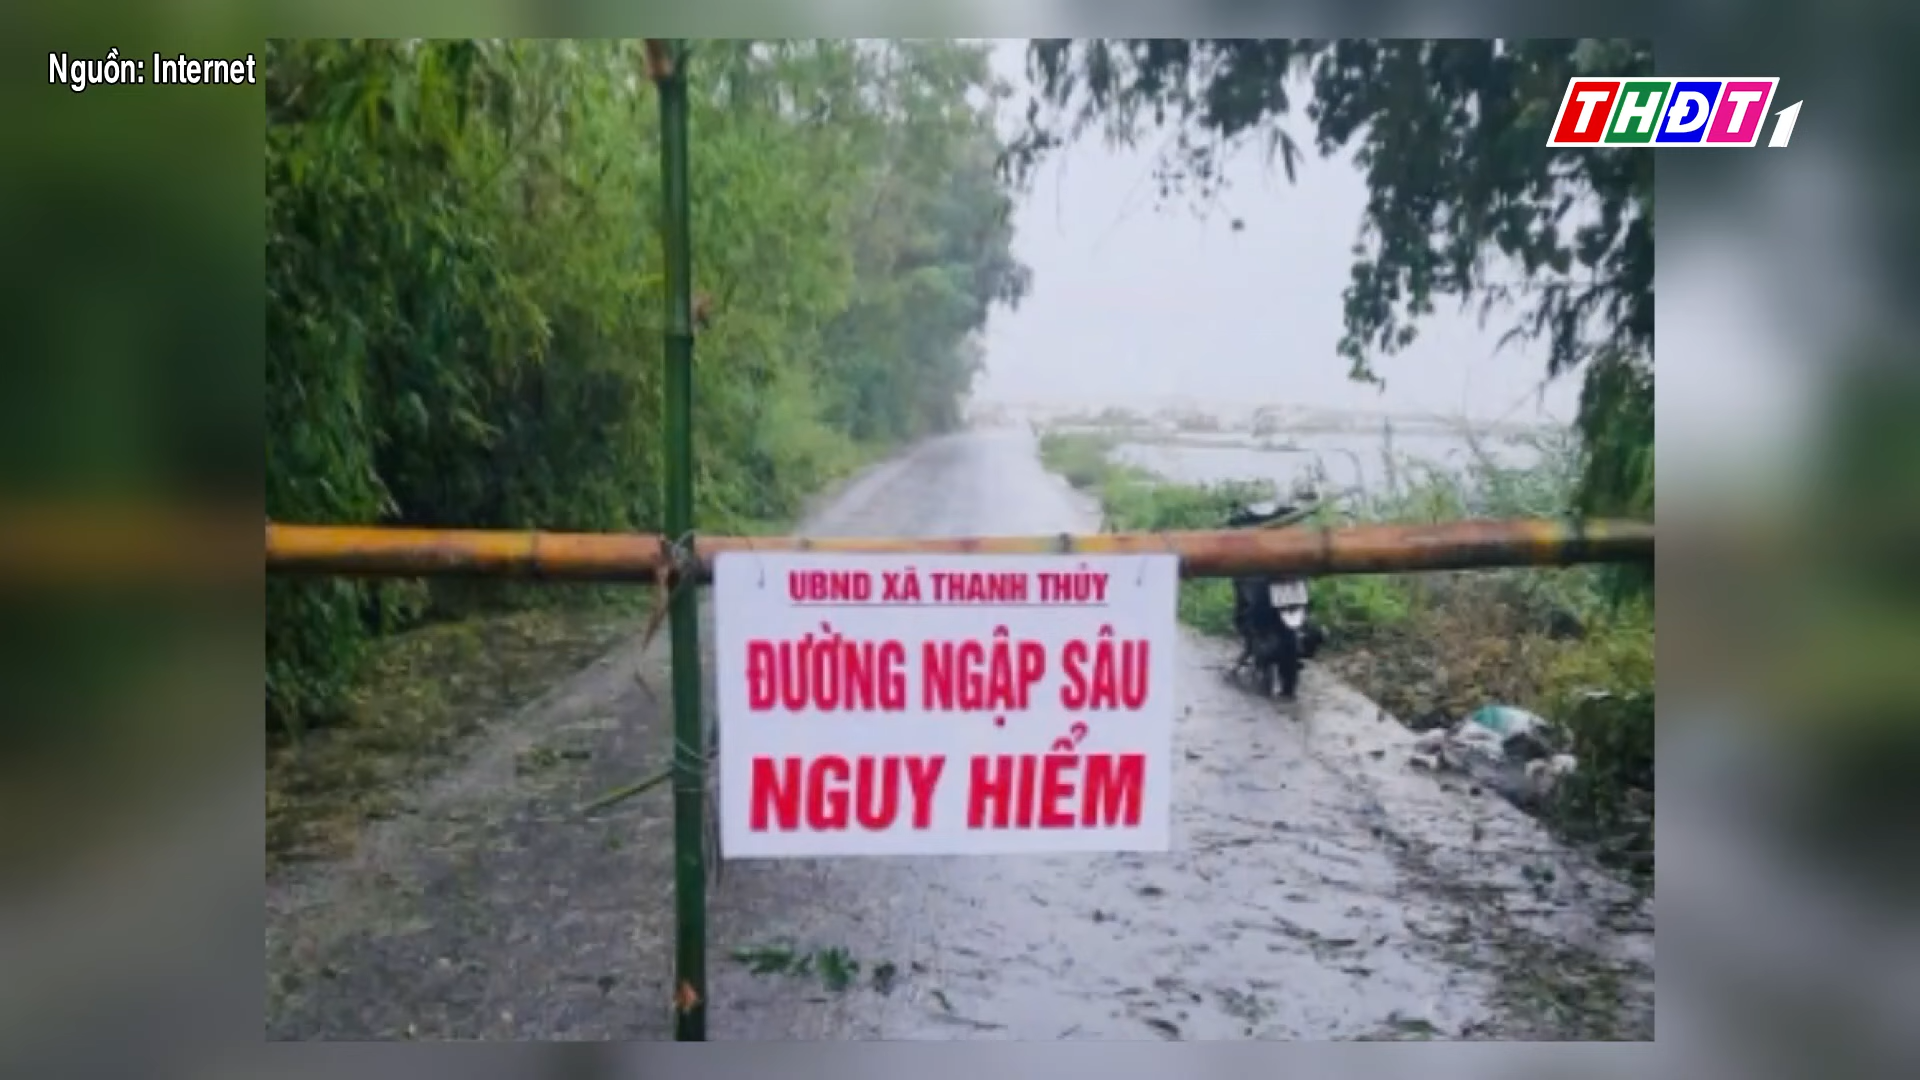 Nguồn: Internet
THĐT1
UBND XÃ THANH THỦY
ĐƯỜNG NGẬP SÂU
NGUY HIỂM